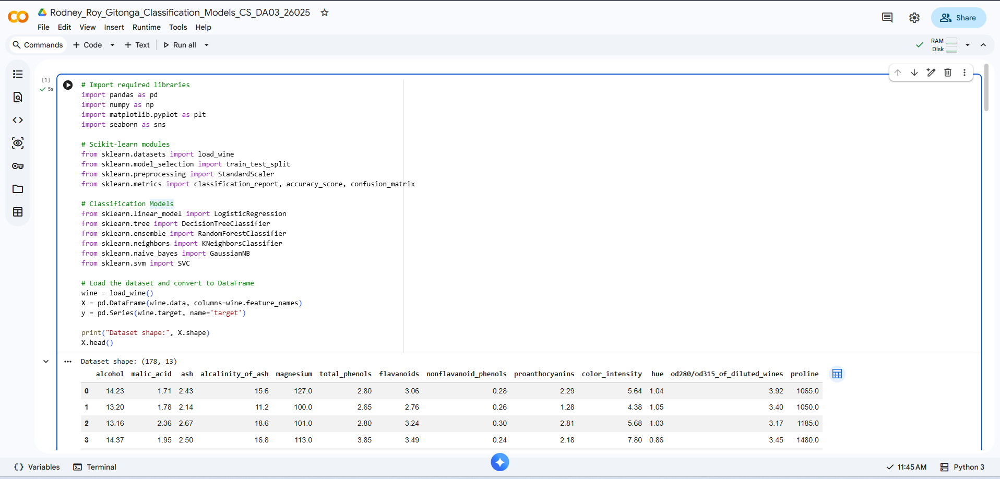 Rodney_Roy_Gitonga_Classification_Models_CS_DA03_26025
File Edit View Insert Runtime Tools Help
Share
Commands + Code + Text Run all
RAM
Disk
[1]
5s
# Import required libraries
import pandas as pd
import numpy as np
import matplotlib.pyplot as plt
import seaborn as sns
# Scikit-learn modules
from sklearn.datasets import load_wine
from sklearn.model_selection import train_test_split
from sklearn.preprocessing import StandardScaler
from sklearn.metrics import classification_report, accuracy_score, confusion_matrix
# Classification Models
from sklearn.linear_model import LogisticRegression
from sklearn.tree import DecisionTreeClassifier
from sklearn.ensemble import RandomForestClassifier
from sklearn.neighbors import KNeighborsClassifier
from sklearn.naive_bayes import GaussianNB
from sklearn.svm import SVC
# Load the dataset and convert to DataFrame
wine = load_wine()
X = pd.DataFrame(wine.data, columns=wine.feature_names)
y = pd.Series(wine.target, name='target')
print("Dataset shape:", X.shape)
X.head()
Dataset shape: (178, 13)
alcohol malic_acid ash alcalinity_of_ash magnesium total_phenols flavanoids nonflavanoid_phenols proanthocyanins color_intensity hue od280/od315_of_diluted_wines proline
0 14.23 1.71 2.43 15.6 127.0 2.80 3.06 0.28 2.29 5.64 1.04 3.92 1065.0
1 13.20 1.78 2.14 11.2 100.0 2.65 2.76 0.26 1.28 4.38 1.05 3.40 1050.0
2 13.16 2.36 2.67 18.6 101.0 2.80 3.24 0.30 2.81 5.68 1.03 3.17 1185.0
3 14.37 1.95 2.50 16.8 113.0 3.85 3.49 0.24 2.18 7.80 0.86 3.45 1480.0
Variables Terminal
11:45 AM Python 3